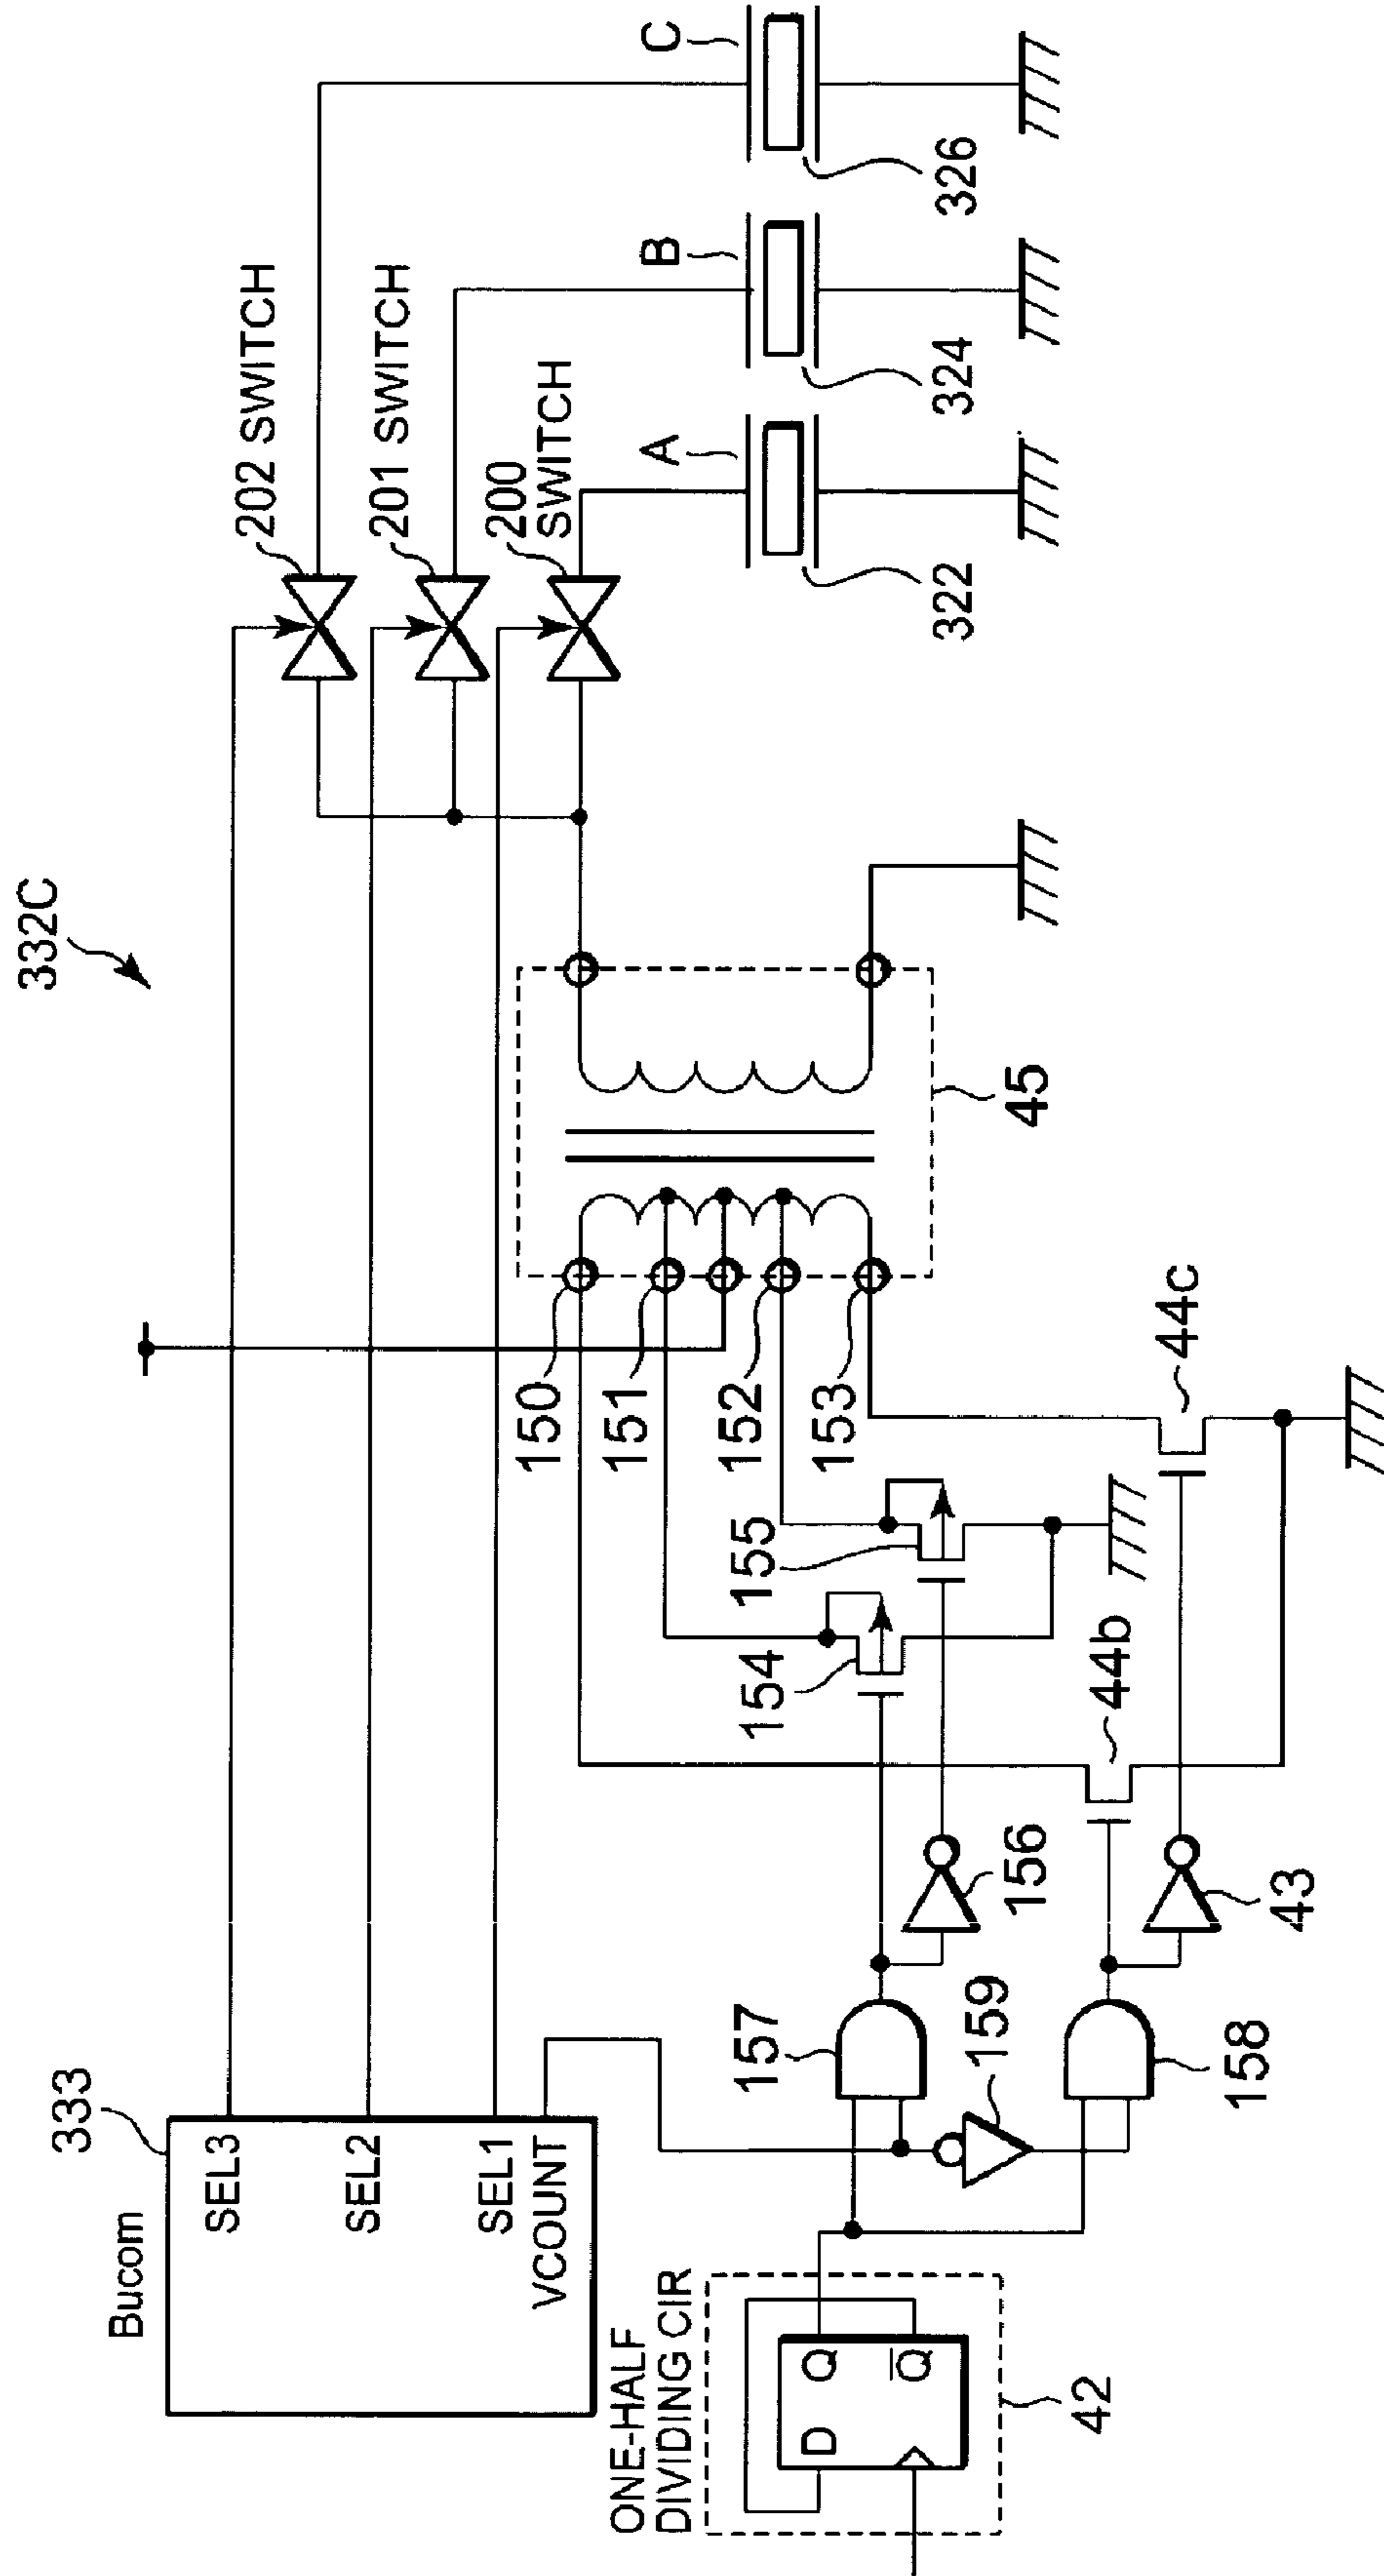 332C
333
Bucom
SEL3
SEL2
SEL1
VCOUNT
202 SWITCH
201 SWITCH
200
SWITCH
A
B
C
322
324
326
150
151
152
153
45
154
155
44b
44c
156
157
158
159
43
ONE-HALF
DIVIDING CIR
D
Q
Q̅
42